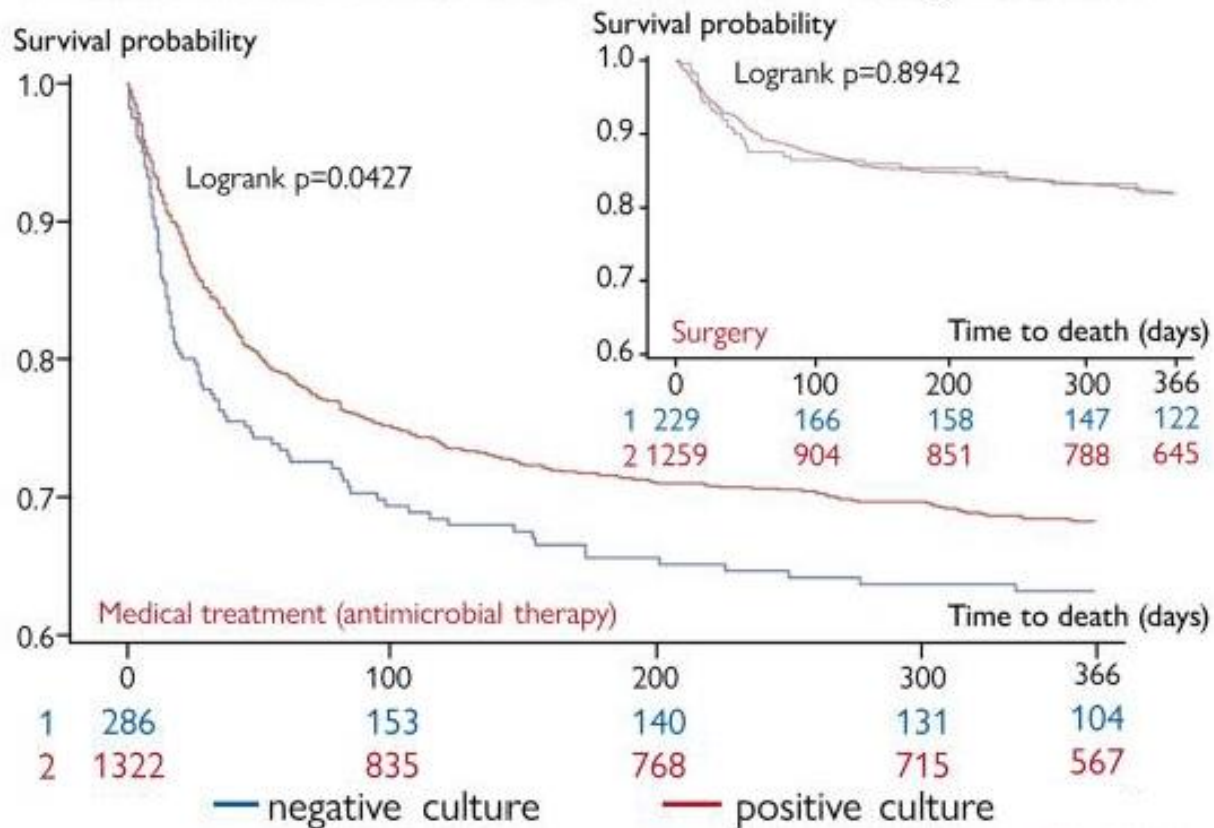 Survival probability
1.0
0.9
0.8
0.7
0.6
Logrank p=0.0427
Medical treatment (antimicrobial therapy)
Time to death (days)
0 100 200 300 366
1 286 153 140 131 104
2 1322 835 768 715 567
Survival probability
1.0
0.9
0.8
0.7
0.6
Logrank p=0.8942
Surgery
Time to death (days)
0 100 200 300 366
1 229 166 158 147 122
2 1259 904 851 788 645
negative culture
positive culture